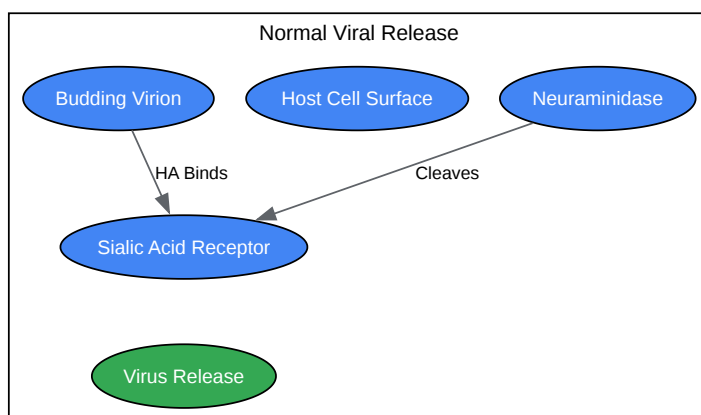 Normal Viral Release
Budding Virion
Host Cell Surface
Neuraminidase
HA Binds
Cleaves
Sialic Acid Receptor
Virus Release